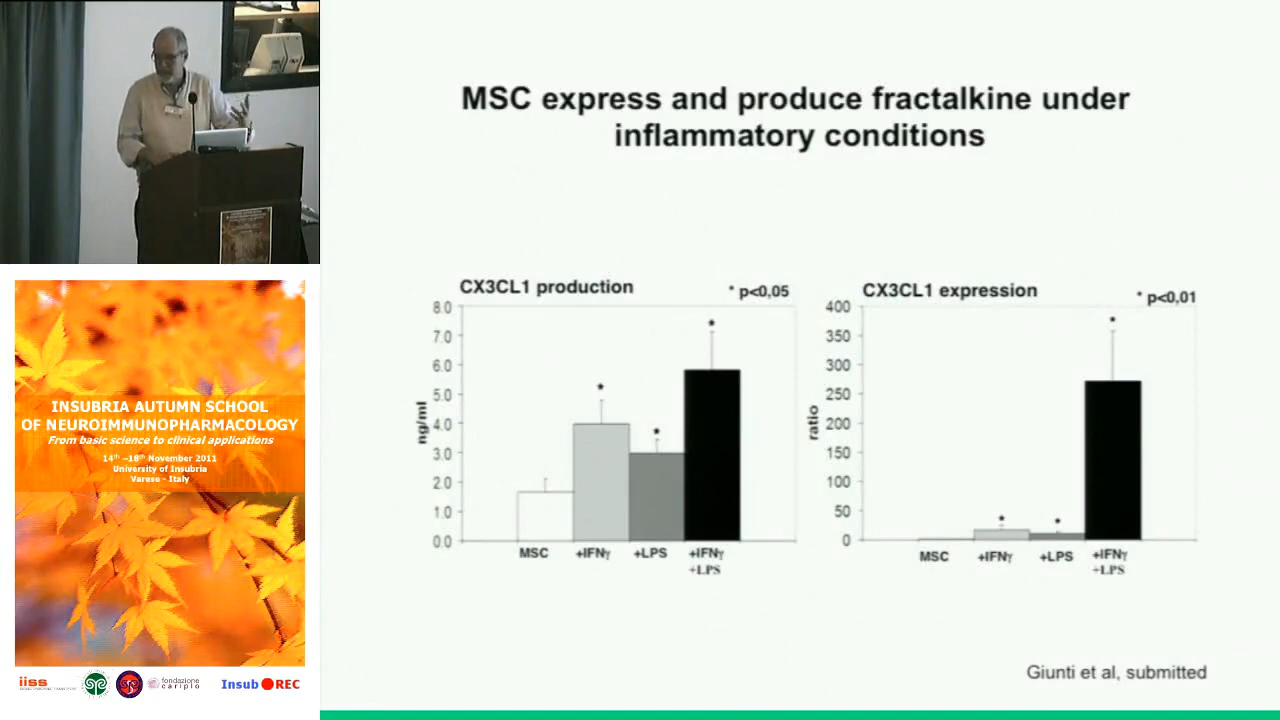 MSC express and produce fractalkine under
inflammatory conditions
CX3CL1 production
* p<0,05
8.0
7.0
6.0
5.0
4.0
3.0
2.0
1.0
0.0
ng/ml
*
*
*
MSC
+IFNγ
+LPS
+IFNγ
+LPS
CX3CL1 expression
* p<0,01
400
350
300
250
200
150
100
50
0
ratio
*
*
*
MSC
+IFNγ
+LPS
+IFNγ
+LPS
Giunti et al, submitted
INSUBRIA AUTUMN SCHOOL
OF NEUROIMMUNOPHARMACOLOGY
From basic science to clinical applications
14th –18th November 2011
University of Insubria
Varese - Italy
iiss
fondazione
cariplo
Insub REC